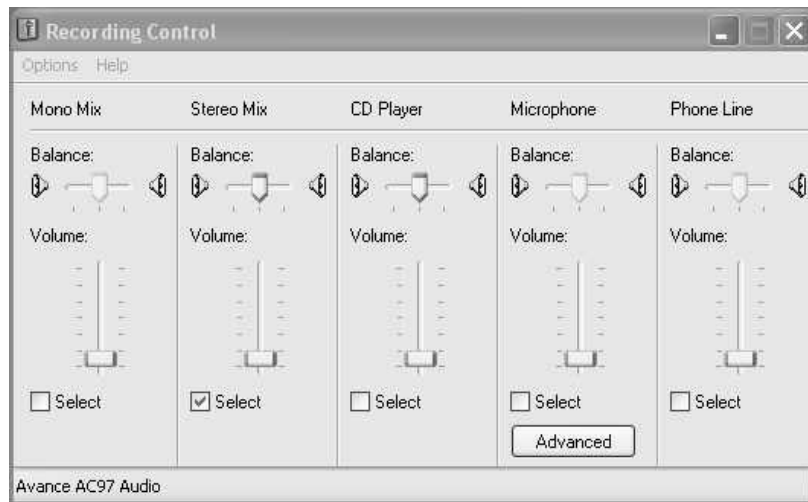 Recording Control
Options Help
Mono Mix Stereo Mix CD Player Microphone Phone Line
Balance: Balance: Balance: Balance: Balance:
Volume: Volume: Volume: Volume: Volume:
Select Select Select Select Select
Advanced
Avance AC97 Audio